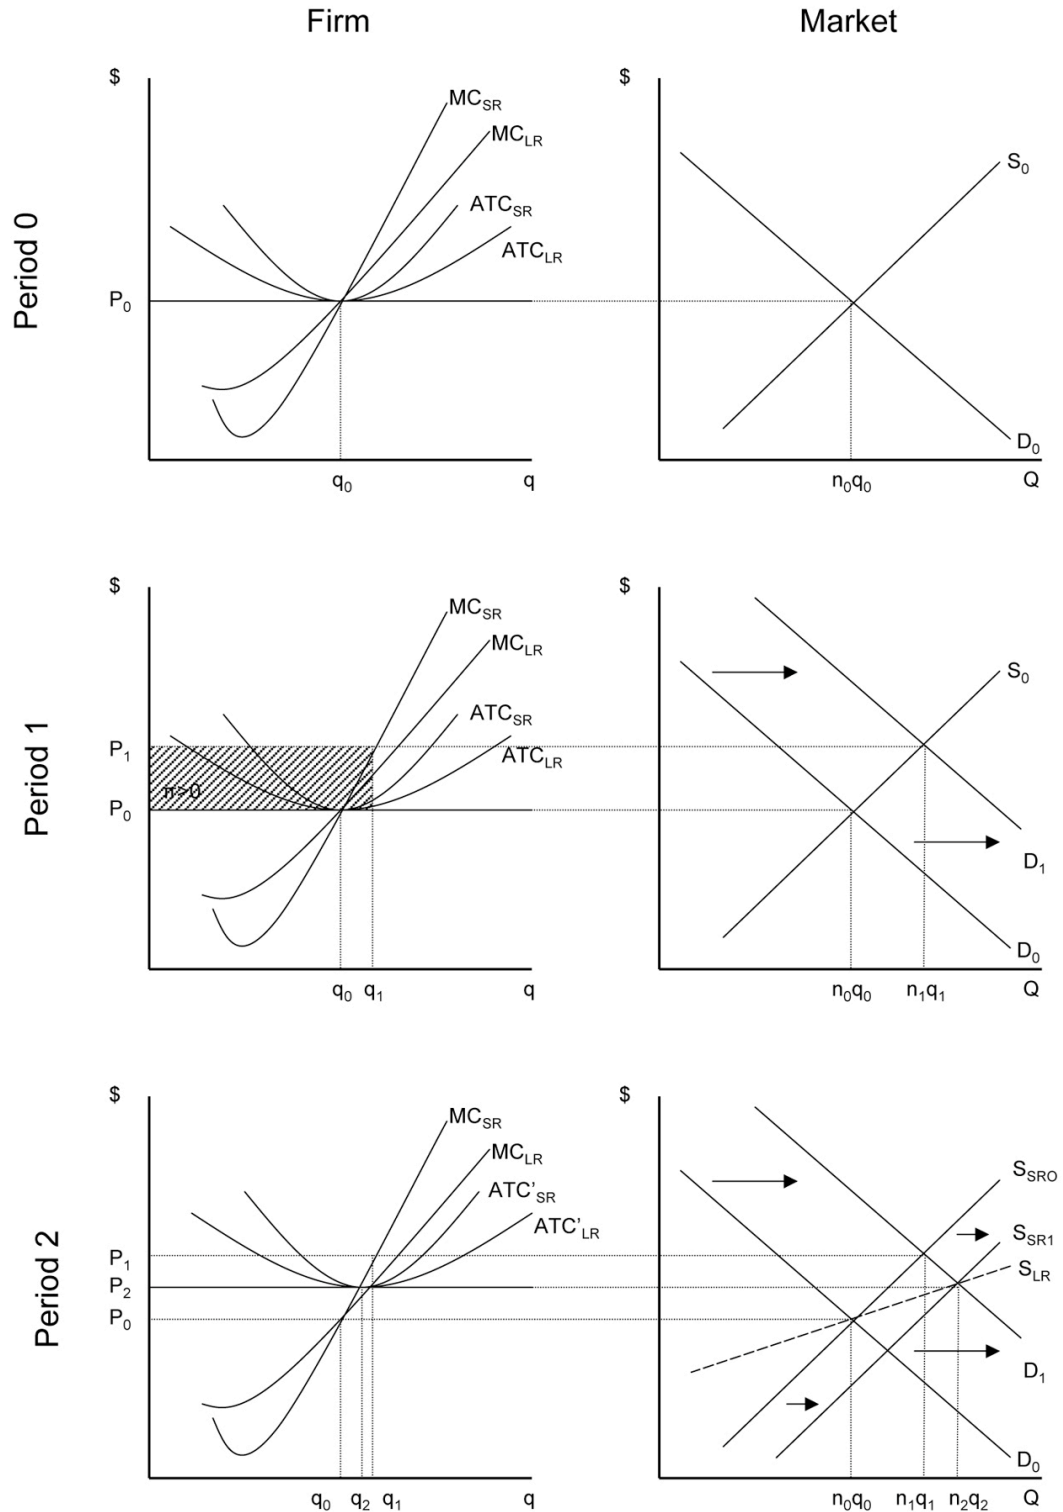 Firm
Market
Period 0
$
MC_SR
MC_LR
ATC_SR
ATC_LR
P_0
q_0
q
$
S_0
D_0
n_0q_0
Q
Period 1
$
MC_SR
MC_LR
ATC_SR
ATC_LR
P_1
π>0
P_0
q_0
q_1
q
$
S_0
D_1
D_0
n_0q_0
n_1q_1
Q
Period 2
$
MC_SR
MC_LR
ATC'_SR
ATC'_LR
P_1
P_2
P_0
q_0
q_2
q_1
q
$
S_SRO
S_SR1
S_LR
D_1
D_0
n_0q_0
n_1q_1
n_2q_2
Q